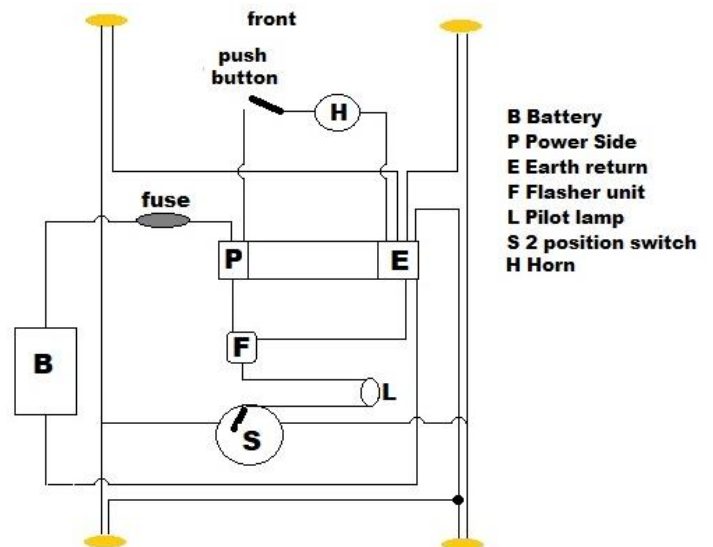 front
push
button
H
B Battery
P Power Side
E Earth return
F Flasher unit
L Pilot lamp
S 2 position switch
H Horn
fuse
P
E
B
F
L
S